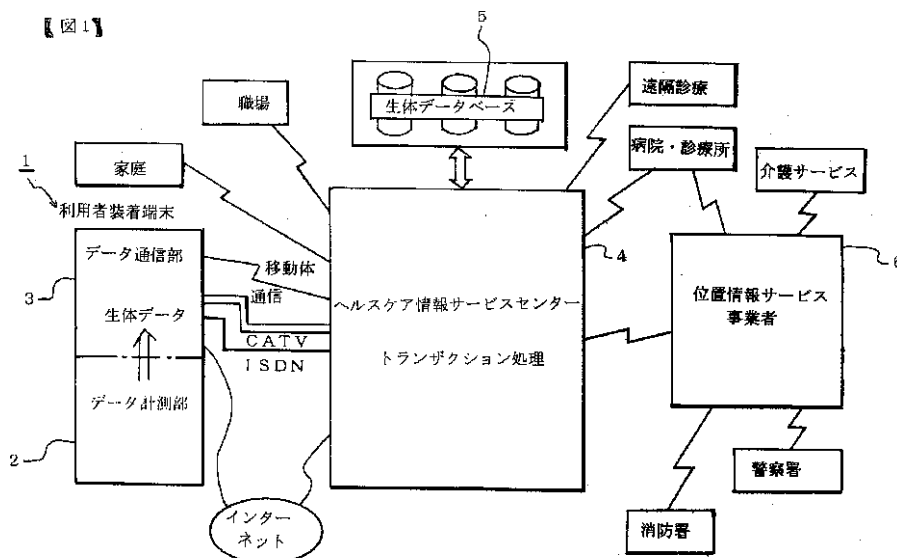 【図1】
5
生体データベース
職場
遠隔診療
家庭
病院・診療所
介護サービス
1
利用者装着端末
データ通信部
移動体
通信
3
生体データ
CATV
ISDN
データ計測部
2
ヘルスケア情報サービスセンター
トランザクション処理
4
位置情報サービス
事業者
6
インター
ネット
警察署
消防署